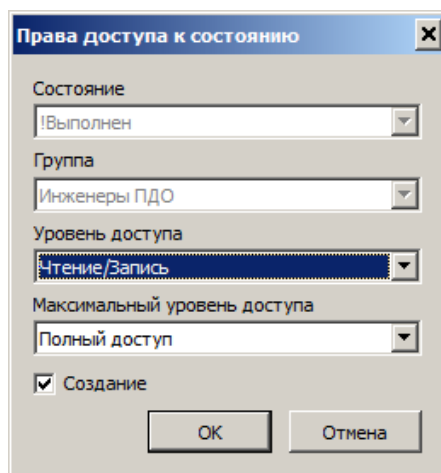 Права доступа к состоянию
Состояние
!Выполнен
Группа
Инженеры ПДО
Уровень доступа
Чтение/Запись
Максимальный уровень доступа
Полный доступ
Создание
OK
Отмена